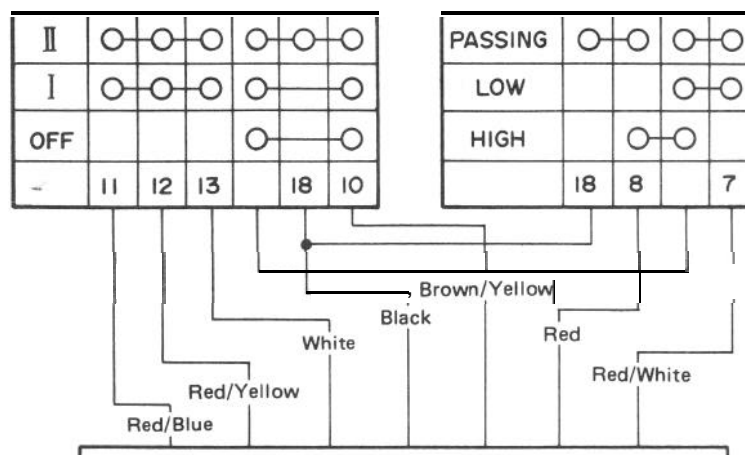 II
I
OFF
- 11 12 13 18 10
PASSING
LOW
HIGH
18 8 7
Brown/Yellow
Black
White
Red
Red/White
Red/Yellow
Red/Blue